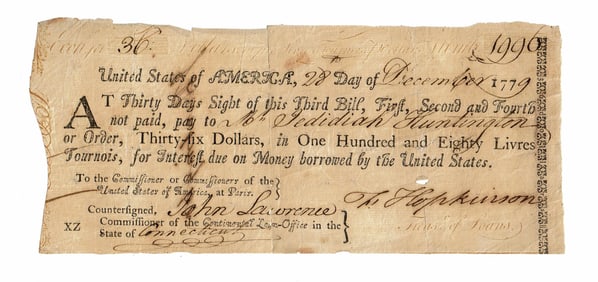 36. 1990
United States of AMERICA, 28 Day of December 1779
AT Thirty Days Sight of this Third Bill, First, Second and Fourth
not paid, pay to Mr Jedidiah Huntington
or Order, Thirty-six Dollars, in One Hundred and Eighty Livres
Tournois, for Interest due on Money borrowed by the United States.
To the Commissioner or Commissioners of the
United States of America, at Paris.
Countersigned, John Lawrence Fs Hopkinson
XZ Commissioner of the Continental Loan-Office in the Treasr of Loans.
State of Connecticut